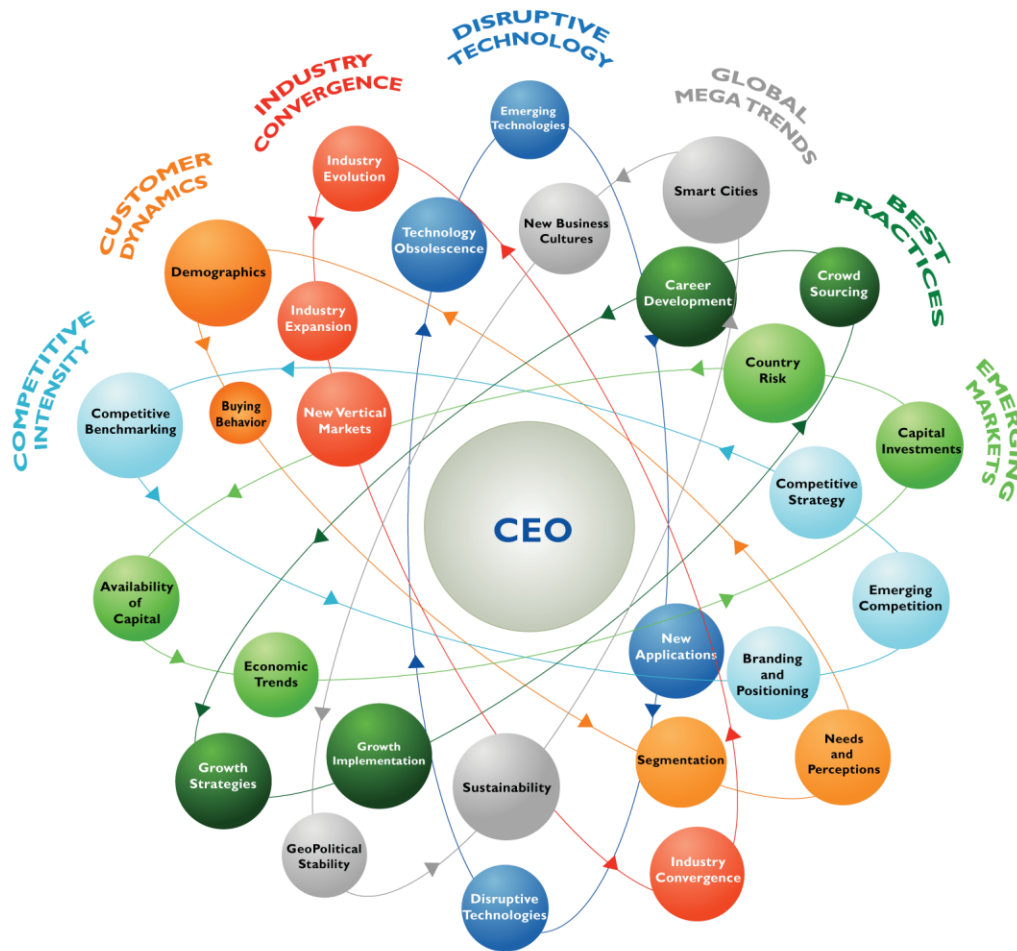 DISRUPTIVE
TECHNOLOGY
INDUSTRY
CONVERGENCE
GLOBAL
MEGA TRENDS
CUSTOMER
DYNAMICS
BEST
PRACTICES
COMPETITIVE
INTENSITY
EMERGING
MARKETS
Emerging
Technologies
Industry
Evolution
Smart Cities
New Business
Cultures
Technology
Obsolescence
Demographics
Career
Development
Crowd
Sourcing
Industry
Expansion
Country
Risk
Competitive
Benchmarking
Buying
Behavior
New Vertical
Markets
Capital
Investments
Competitive
Strategy
CEO
Availability
of
Capital
Emerging
Competition
New
Applications
Economic
Trends
Branding
and
Positioning
Growth
Strategies
Growth
Implementation
Sustainability
Segmentation
Needs
and
Perceptions
GeoPolitical
Stability
Industry
Convergence
Disruptive
Technologies